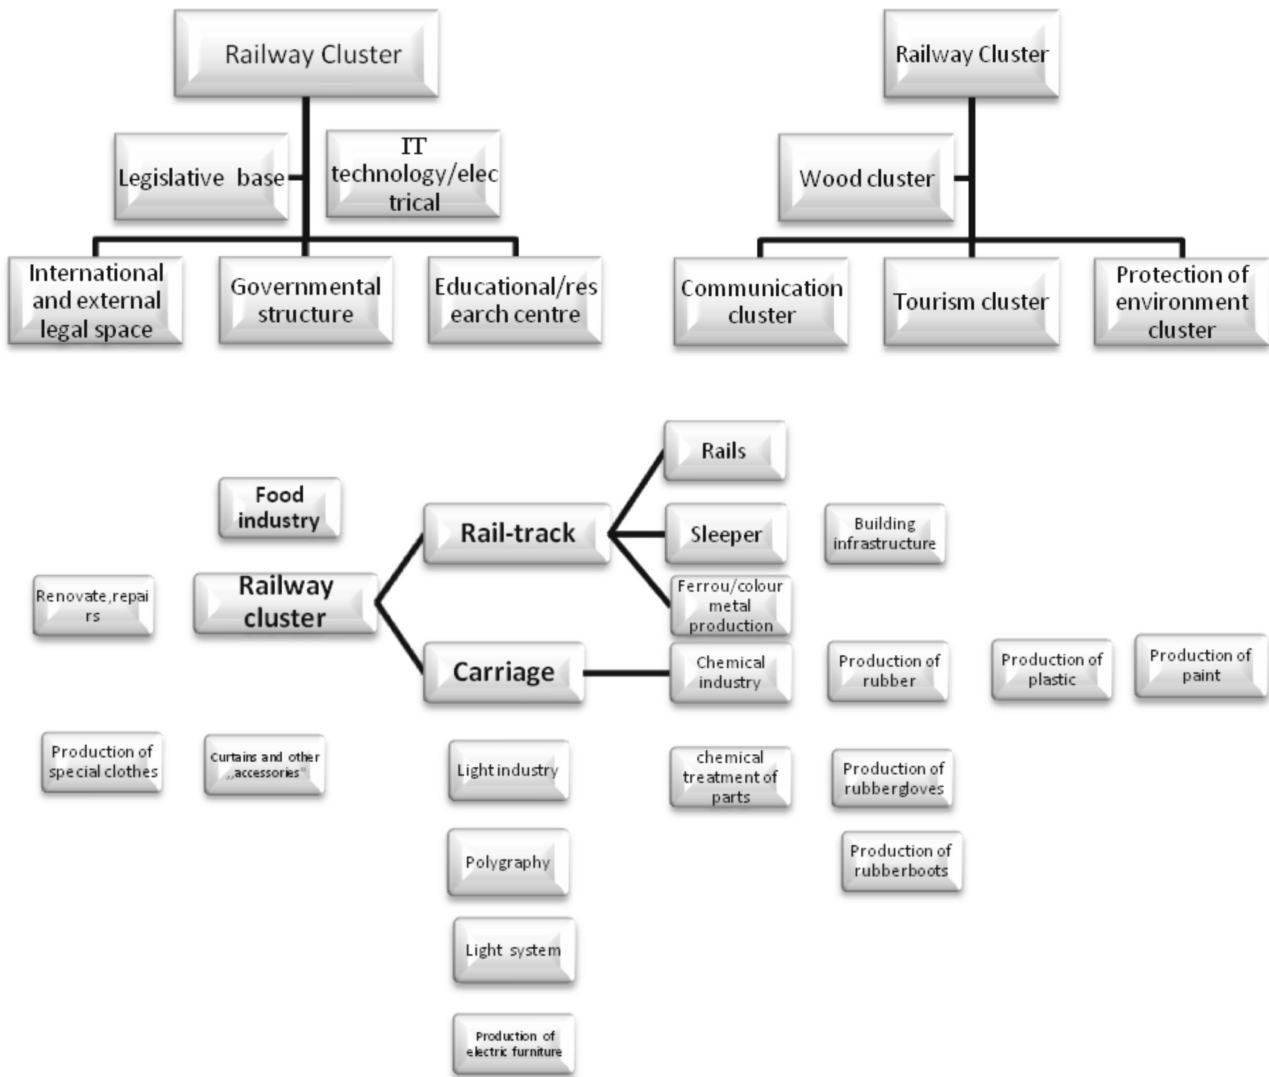 Railway Cluster
Legislative base
IT
technology/elec
trical
International
and external
legal space
Governmental
structure
Educational/res
earch centre
Railway Cluster
Wood cluster
Communication
cluster
Tourism cluster
Protection of
environment
cluster
Rails
Food
industry
Rail-track
Sleeper
Building
infrastructure
Renovate,repai
rs
Railway
cluster
Ferrou/colour
metal
production
Carriage
Chemical
industry
Production of
rubber
Production of
plastic
Production of
paint
Production of
special clothes
Curtains and other
,,accessories"
Light industry
chemical
treatment of
parts
Production of
rubbergloves
Polygraphy
Production of
rubberboots
Light system
Production of
electric furniture